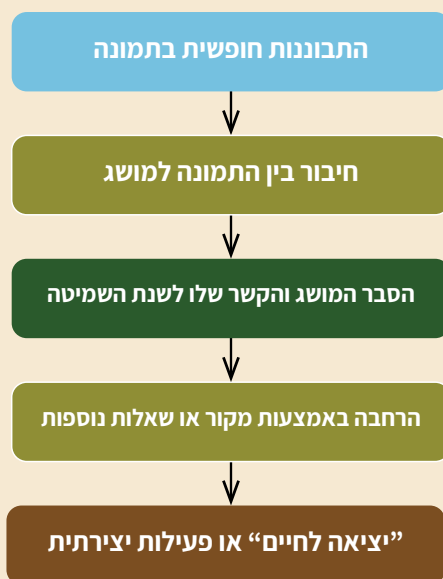 התבוננות חופשית בתמונה
חיבור בין התמונה למושג
הסבר המושג והקשר שלו לשנת השמיטה
הרחבה באמצעות מקור או שאלות נוספות
”יציאה לחיים“ או פעילות יצירתית